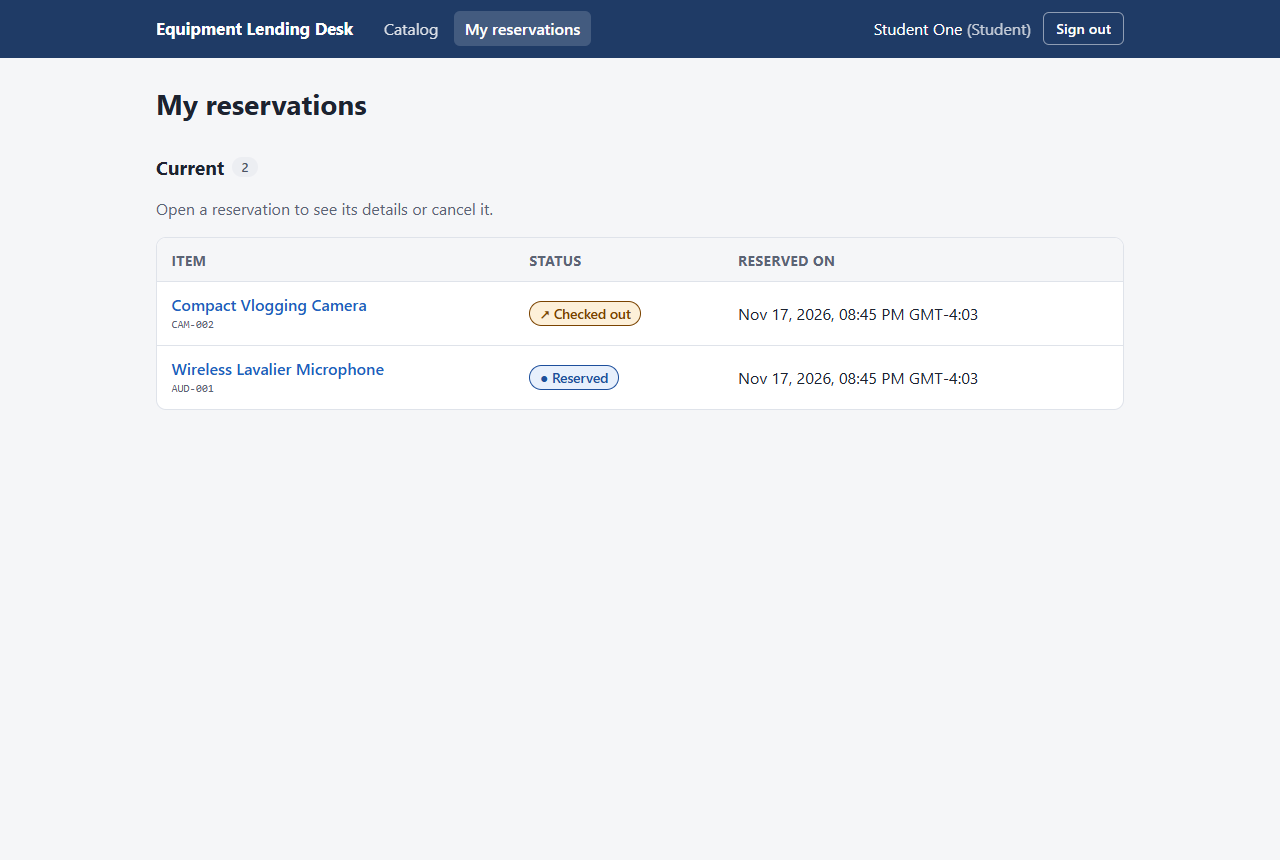 Equipment Lending Desk Catalog My reservations Student One (Student) Sign out
My reservations
Current 2
Open a reservation to see its details or cancel it.
ITEM STATUS RESERVED ON
Compact Vlogging Camera ↗ Checked out Nov 17, 2026, 08:45 PM GMT-4:03
CAM-002
Wireless Lavalier Microphone ● Reserved Nov 17, 2026, 08:45 PM GMT-4:03
AUD-001